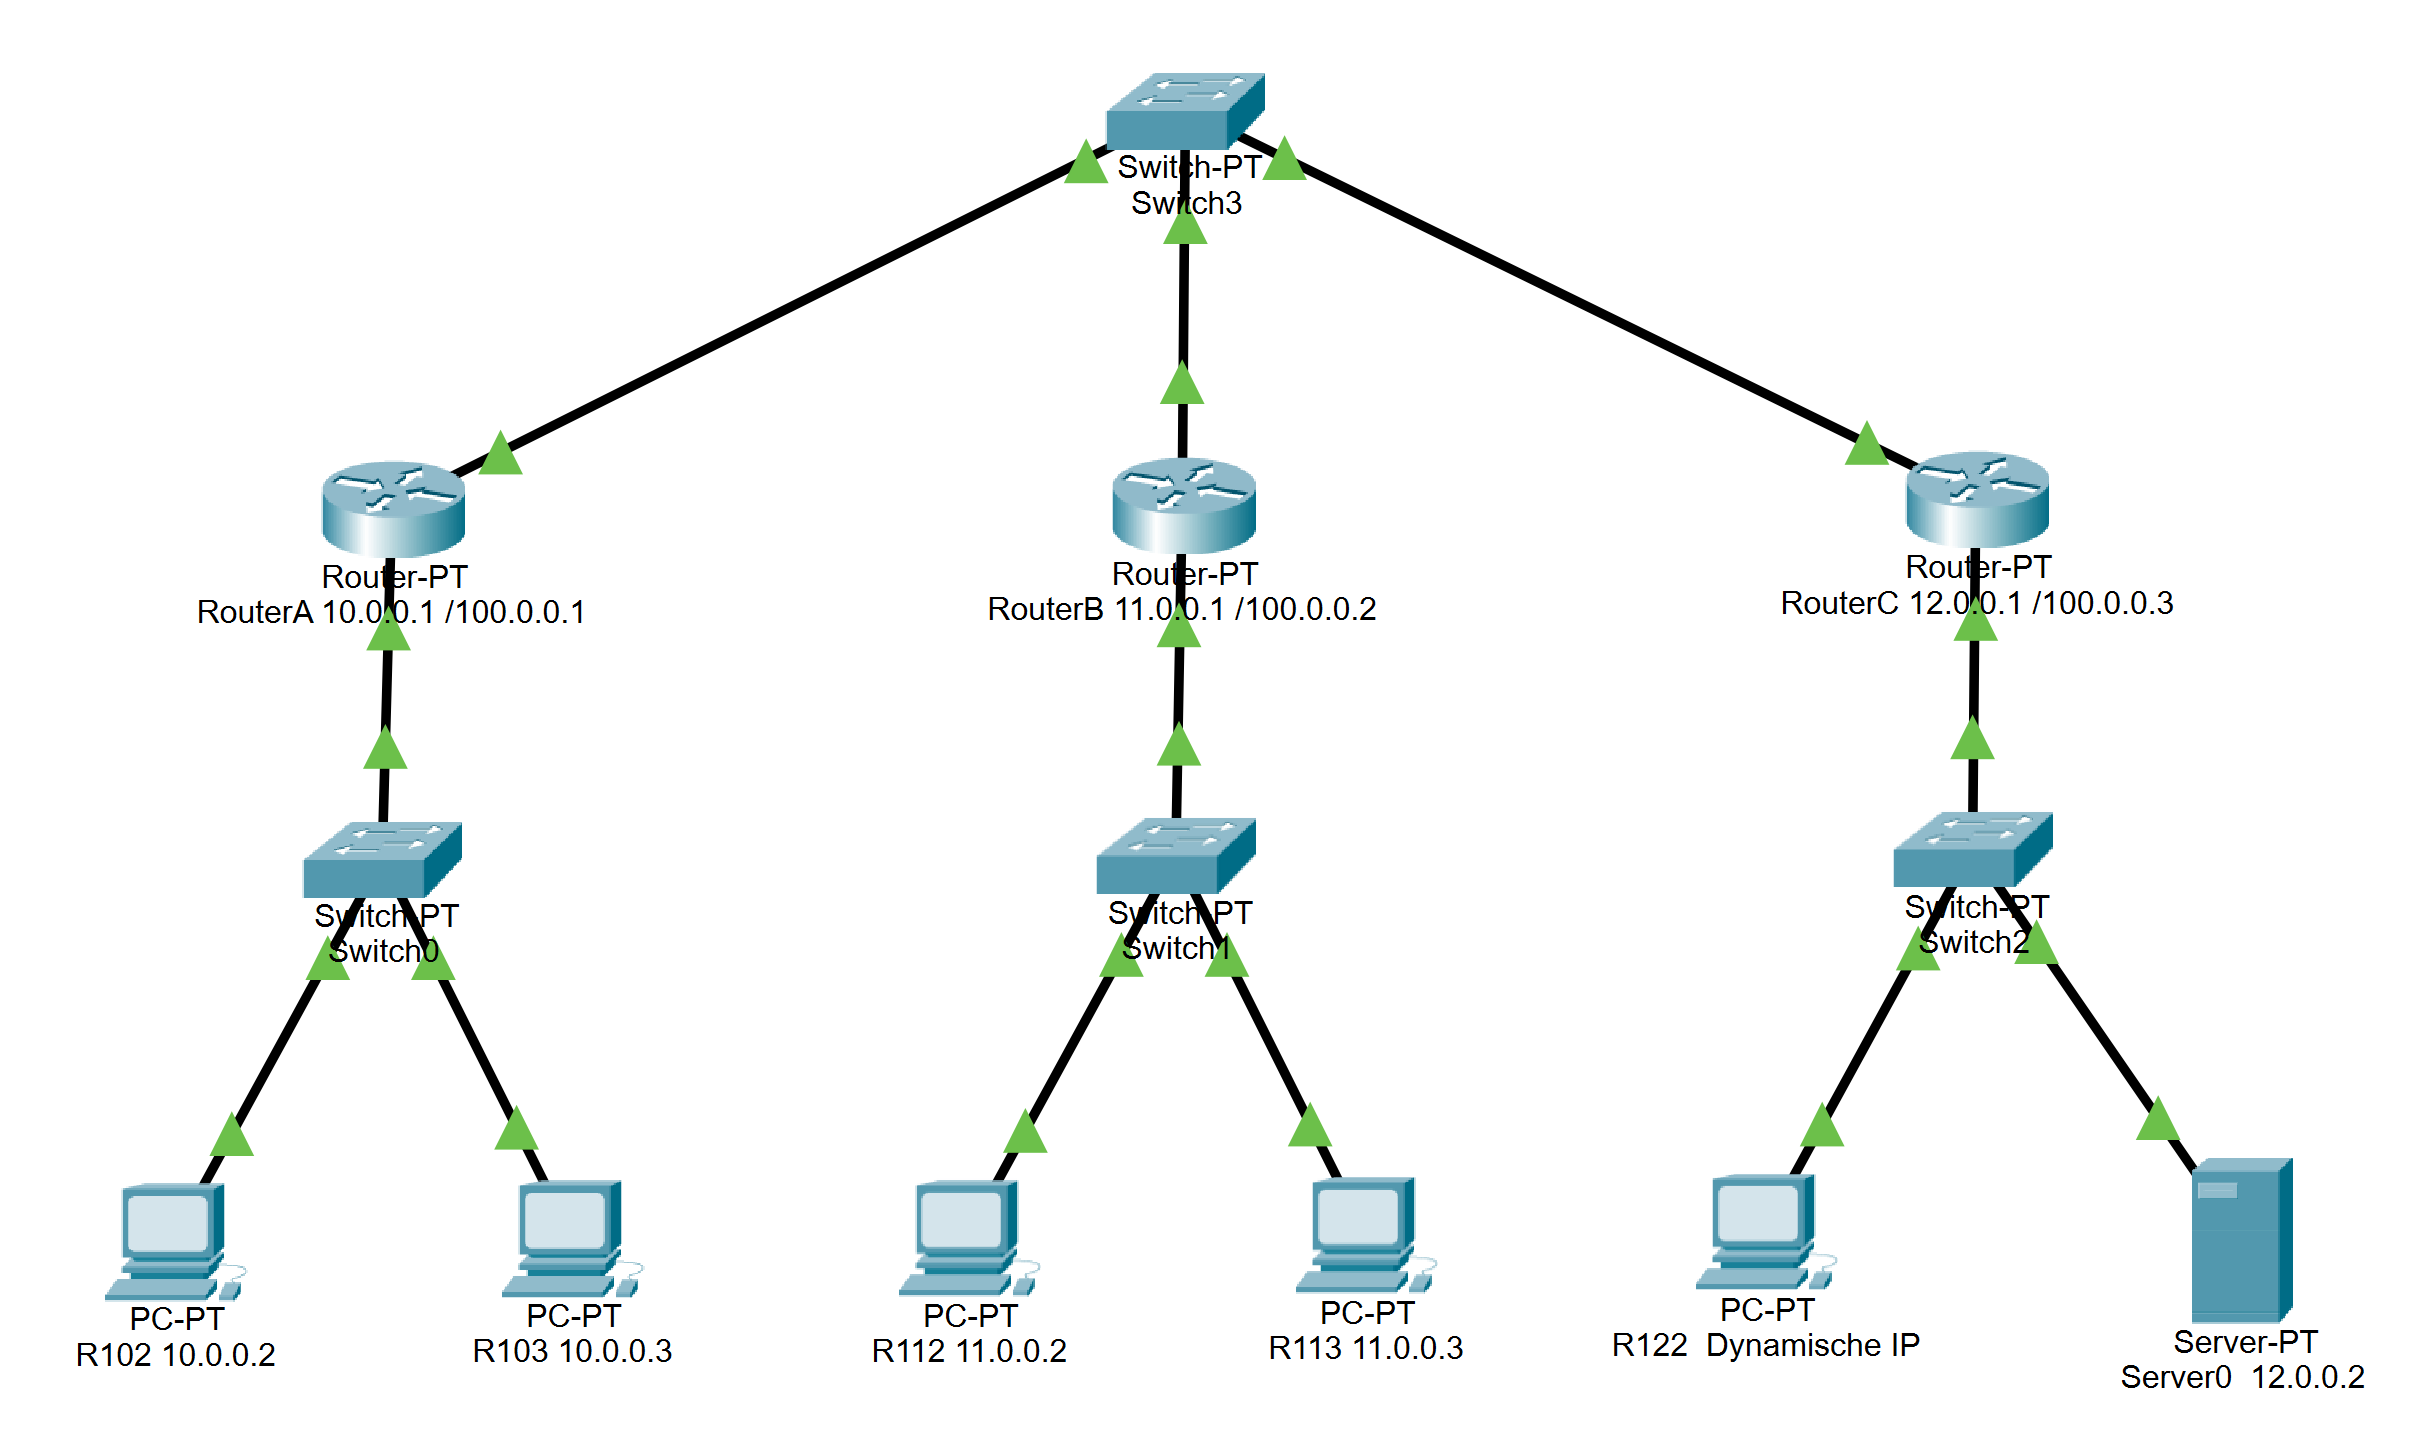 Switch-PT
Switch3
Router-PT
RouterA 10.0.0.1 /100.0.0.1
Router-PT
RouterB 11.0.0.1 /100.0.0.2
Router-PT
RouterC 12.0.0.1 /100.0.0.3
Switch-PT
Switch0
Switch-PT
Switch1
Switch-PT
Switch2
PC-PT
R102 10.0.0.2
PC-PT
R103 10.0.0.3
PC-PT
R112 11.0.0.2
PC-PT
R113 11.0.0.3
PC-PT
R122  Dynamische IP
Server-PT
Server0  12.0.0.2